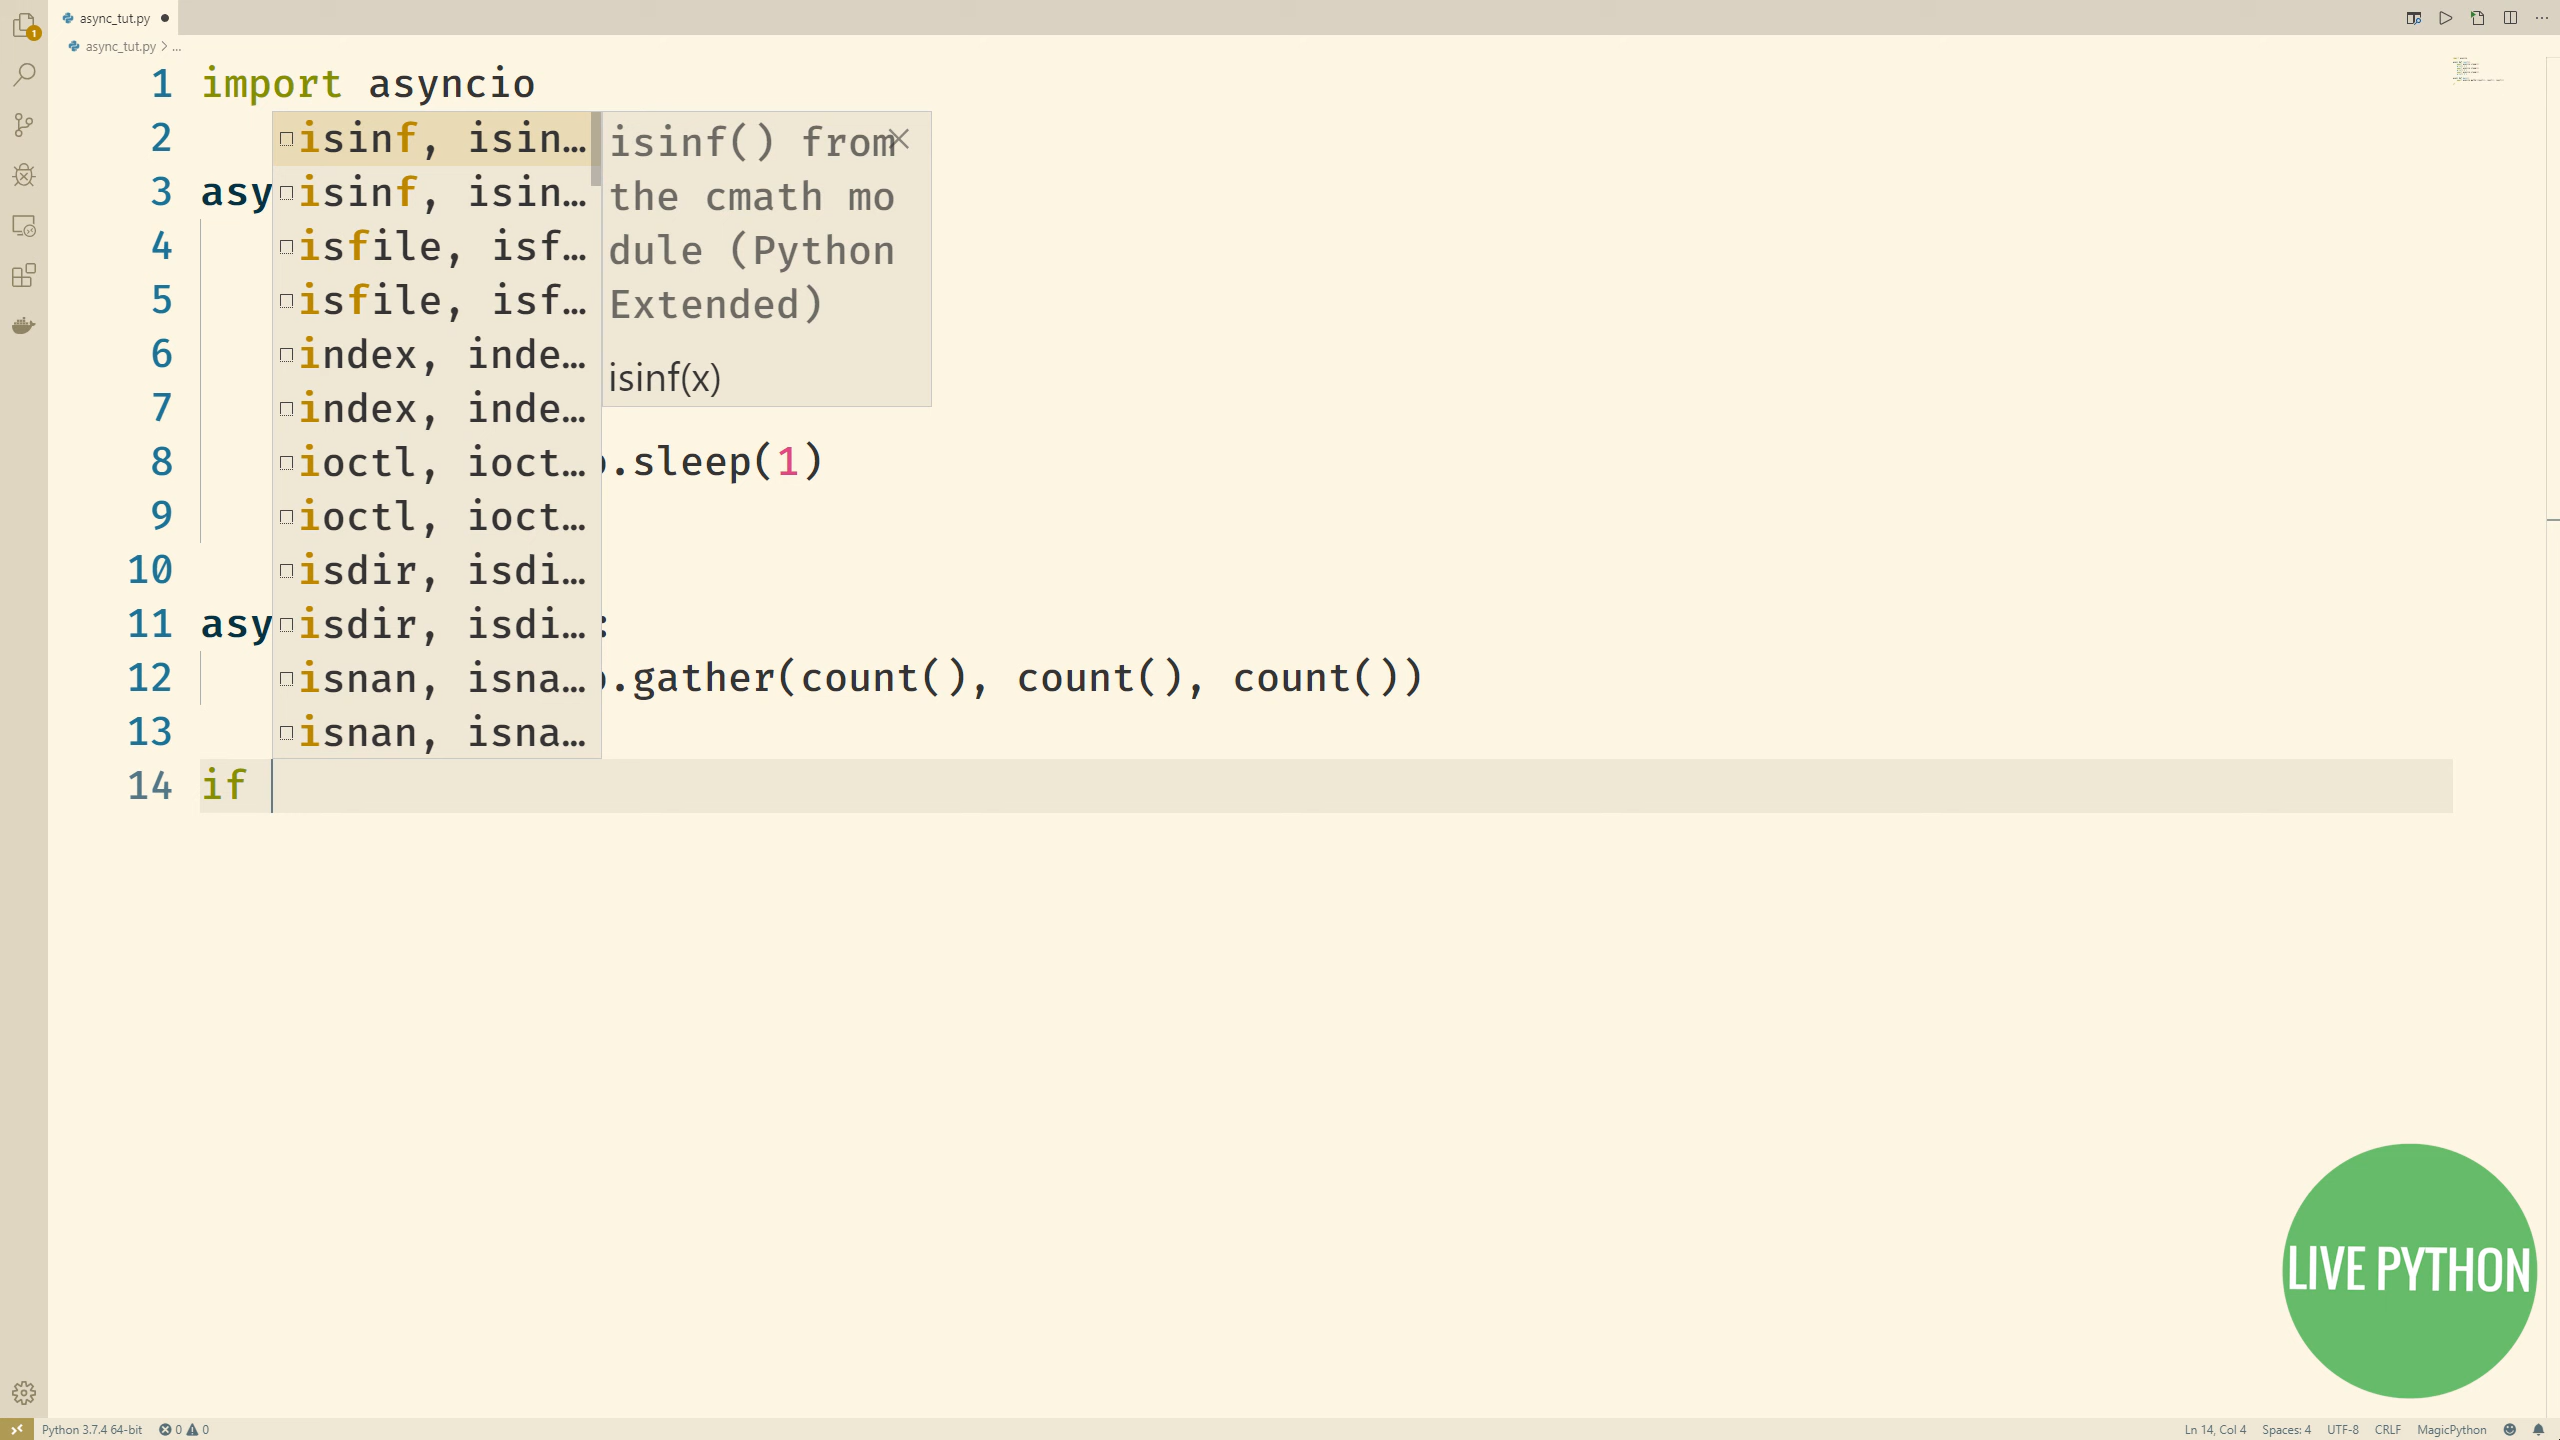 async_tut.py
async_tut.py > ...
1 import asyncio
2
3 asy
4
5
6
7
8 .sleep(1)
9
10
11 asy :
12 .gather(count(), count(), count())
13
14 if
isinf, isin…
isinf, isin…
isfile, isf…
isfile, isf…
index, inde…
index, inde…
ioctl, ioct…
ioctl, ioct…
isdir, isdi…
isdir, isdi…
isnan, isna…
isnan, isna…
isinf() from
the cmath mo
dule (Python
Extended)
isinf(x)
1
LIVE PYTHON
Python 3.7.4 64-bit 0 0 Ln 14, Col 4 Spaces: 4 UTF-8 CRLF MagicPython